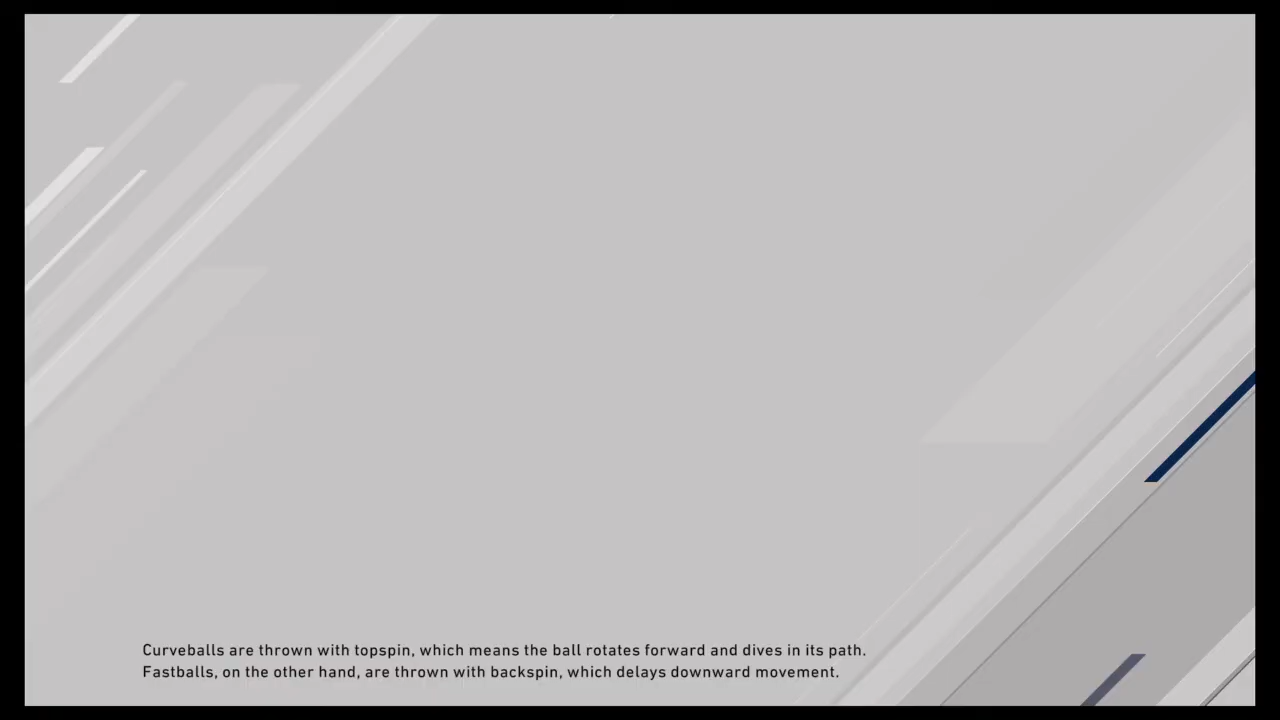 Curveballs are thrown with topspin, which means the ball rotates forward and dives in its path.
Fastballs, on the other hand, are thrown with backspin, which delays downward movement.